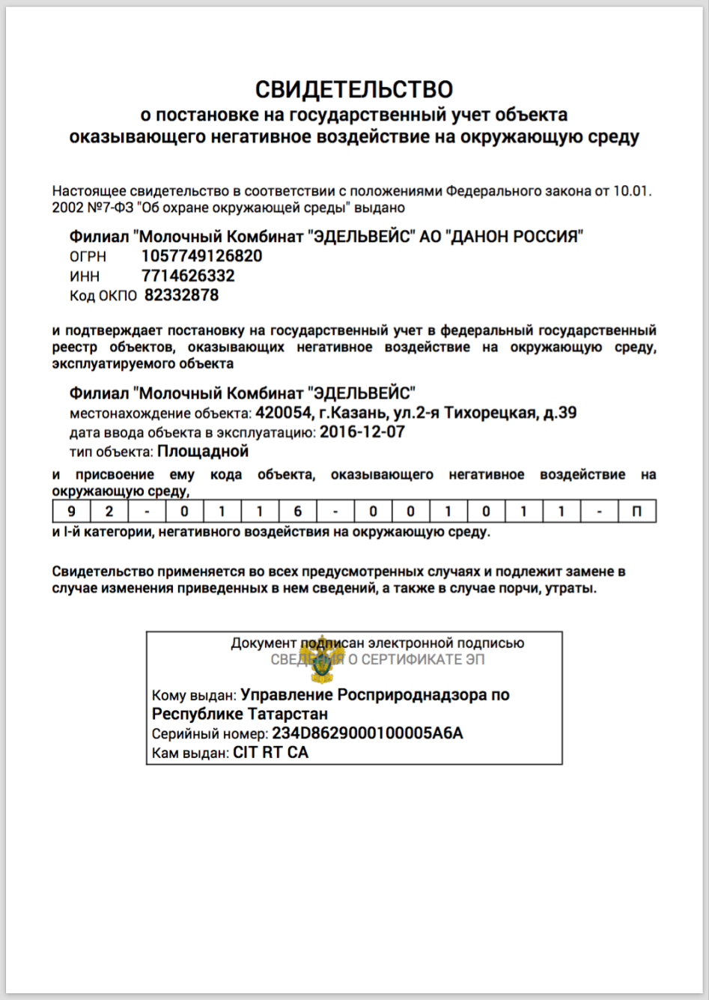 СВИДЕТЕЛЬСТВО
о постановке на государственный учет объекта
оказывающего негативное воздействие на окружающую среду
Настоящее свидетельство в соответствии с положениями Федерального закона от 10.01.
2002 №7-ФЗ "Об охране окружающей среды" выдано
Филиал "Молочный Комбинат "ЭДЕЛЬВЕЙС" АО "ДАНОН РОССИЯ"
ОГРН 1057749126820
ИНН 7714626332
Код ОКПО 82332878
и подтверждает постановку на государственный учет в федеральный государственный
реестр объектов, оказывающих негативное воздействие на окружающую среду,
эксплуатируемого объекта
Филиал "Молочный Комбинат "ЭДЕЛЬВЕЙС"
местонахождение объекта: 420054, г.Казань, ул.2-я Тихорецкая, д.39
дата ввода объекта в эксплуатацию: 2016-12-07
тип объекта: Площадной
и присвоение ему кода объекта, оказывающего негативное воздействие на
окружающую среду,
9 2 - 0 1 1 6 - 0 0 1 0 1 1 - П
и I-й категории, негативного воздействия на окружающую среду.
Свидетельство применяется во всех предусмотренных случаях и подлежит замене в
случае изменения приведенных в нем сведений, а также в случае порчи, утраты.
Документ подписан электронной подписью
СВЕДЕНИЯ О СЕРТИФИКАТЕ ЭП
Кому выдан: Управление Росприроднадзора по
Республике Татарстан
Серийный номер: 234D8629000100005A6A
Кам выдан: CIT RT CA